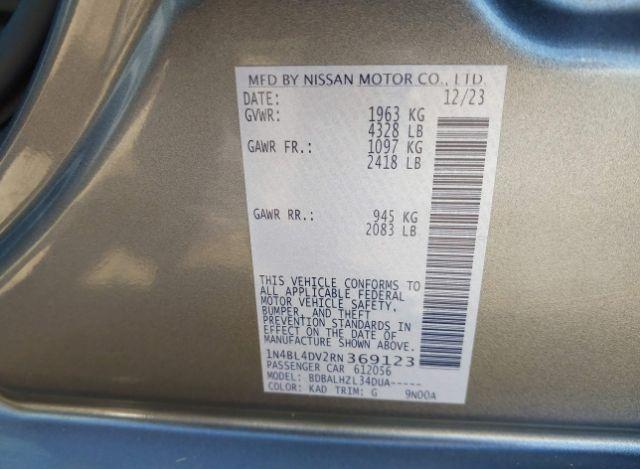 MFD BY NISSAN MOTOR CO., LTD.
DATE: 12/23
GVWR: 1963 KG
4328 LB
GAWR FR.: 1097 KG
2418 LB
GAWR RR.: 945 KG
2083 LB
THIS VEHICLE CONFORMS TO
ALL APPLICABLE FEDERAL
MOTOR VEHICLE SAFETY,
BUMPER, AND THEFT
PREVENTION STANDARDS IN
EFFECT ON THE DATE OF
MANUFACTURE SHOWN ABOVE.
1N4BL4DV2RN369123
PASSENGER CAR 612056
MODEL: BDBALHZL34DUA-----
COLOR: KAD TRIM: G 9N00A